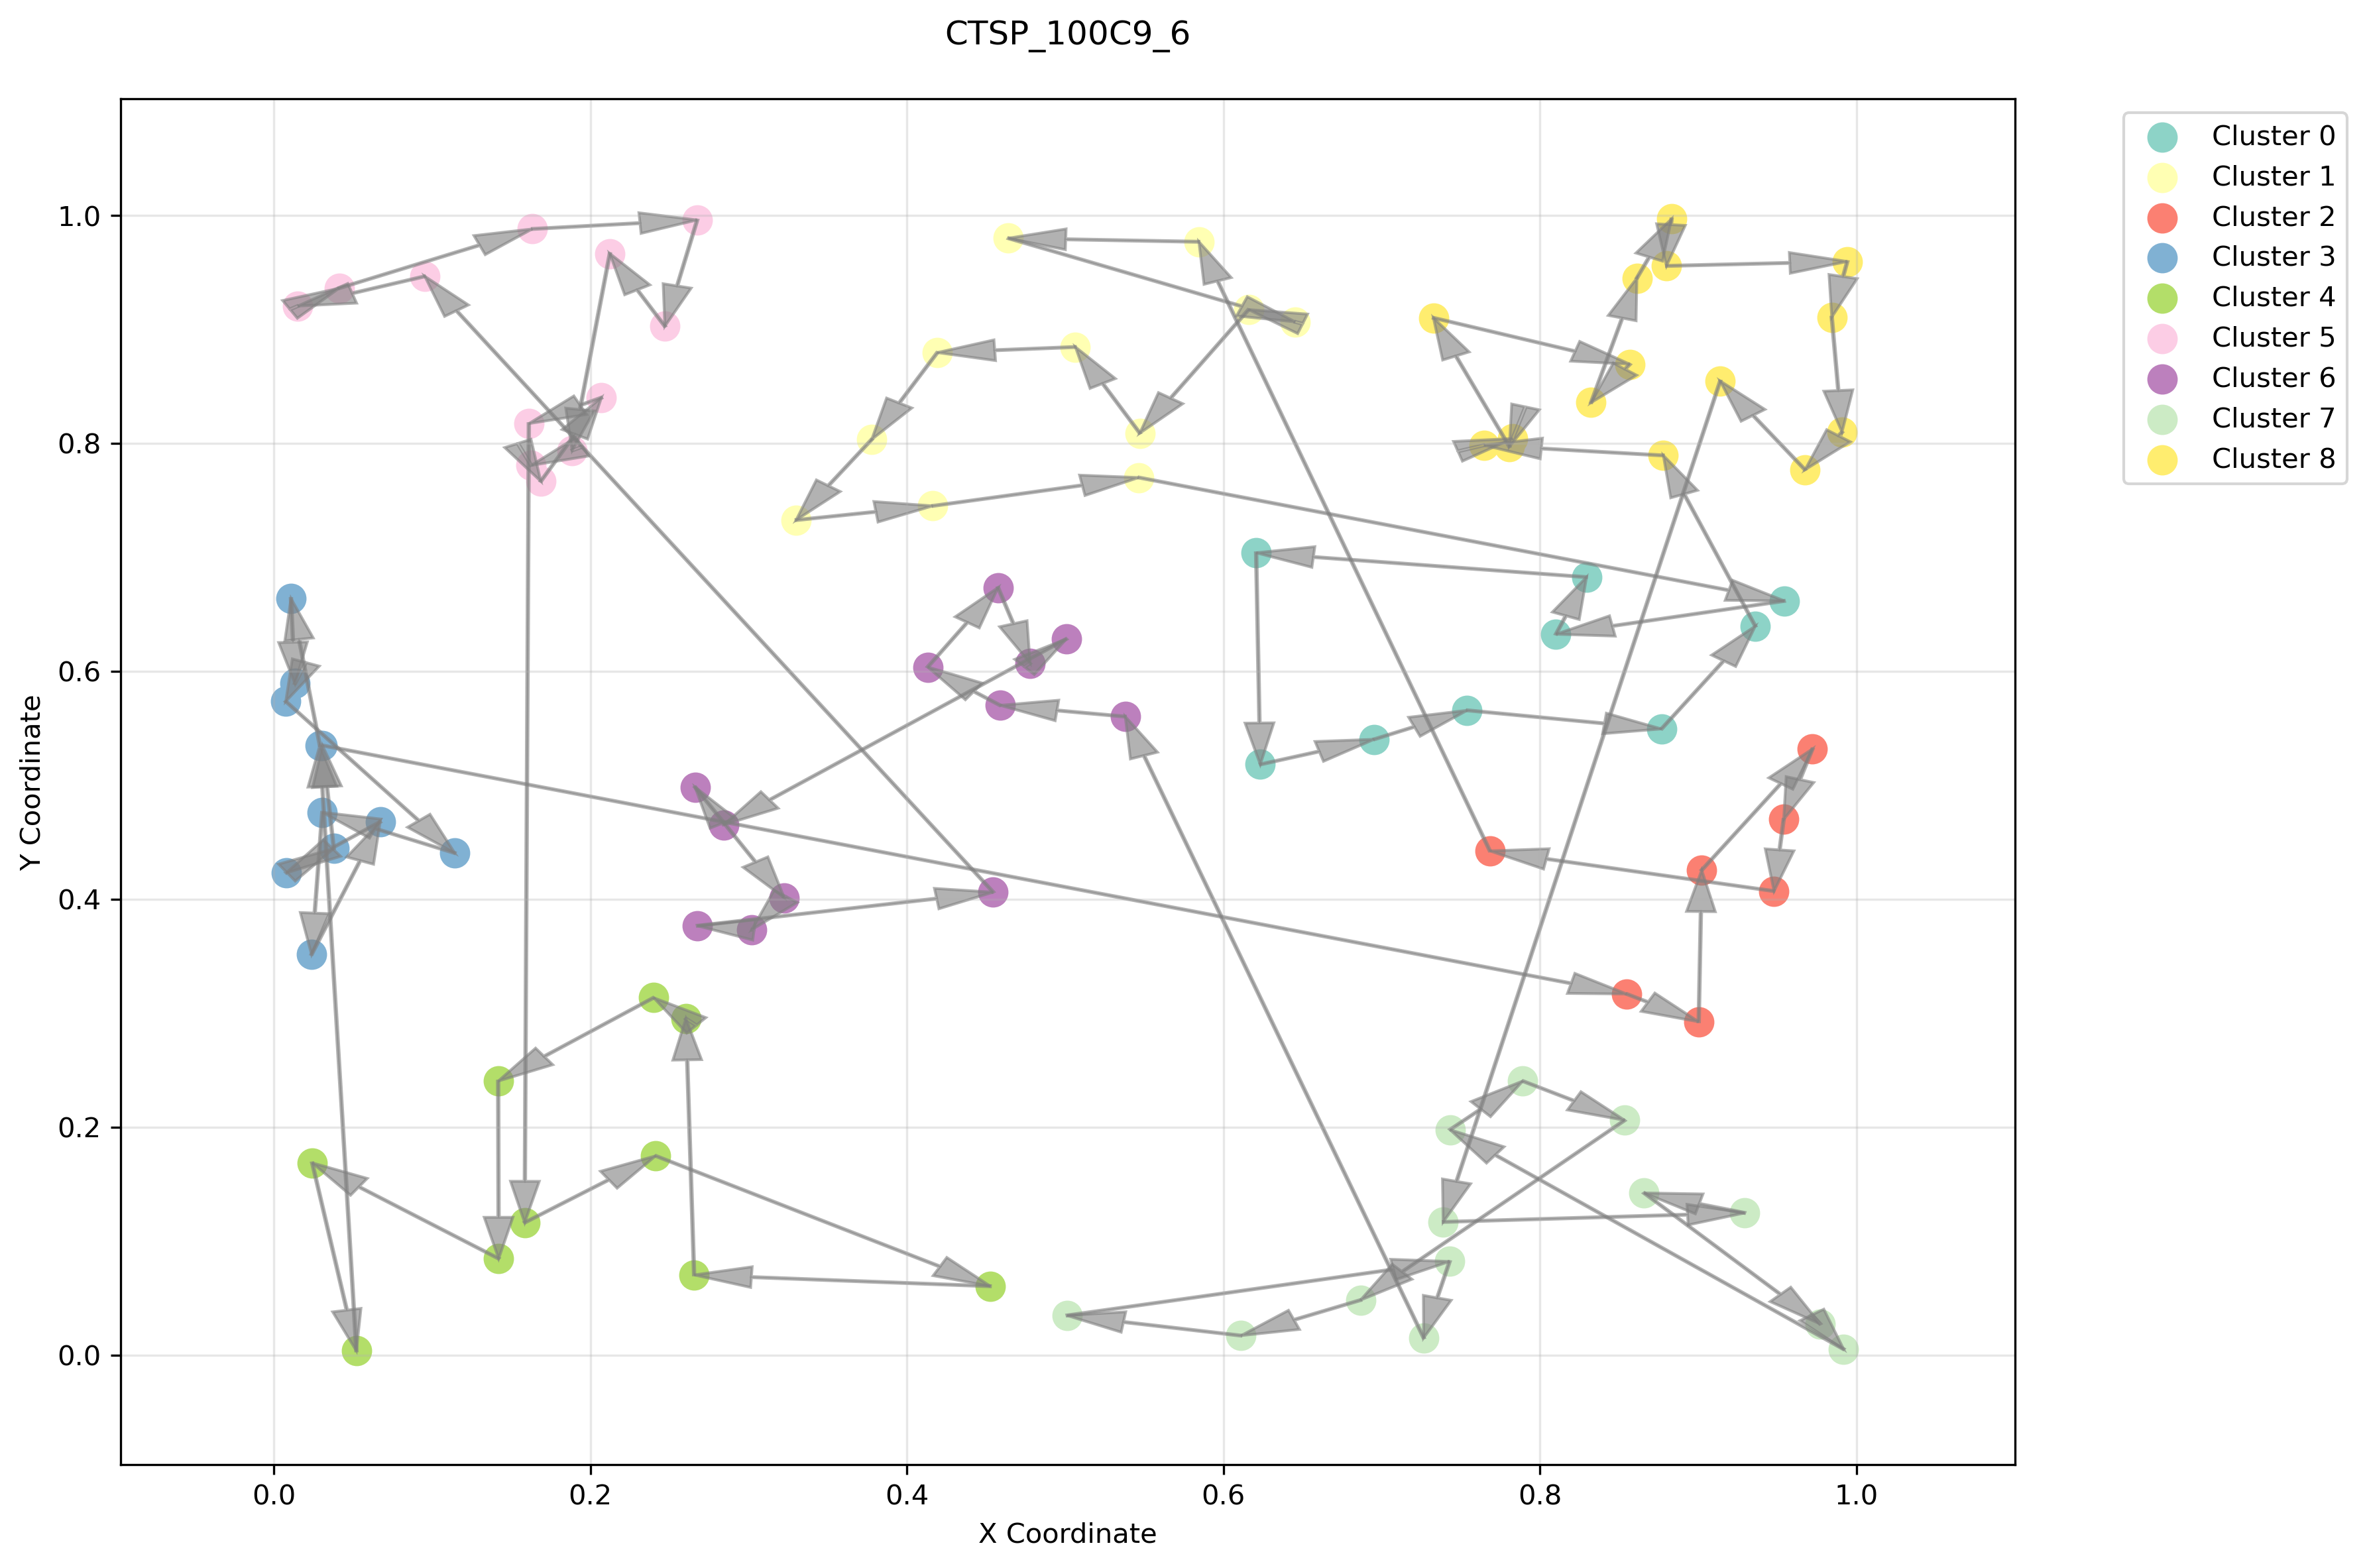 CTSP_100C9_6
Cluster 0
Cluster 1
Cluster 2
Cluster 3
Cluster 4
Cluster 5
Cluster 6
Cluster 7
Cluster 8
Y Coordinate
1.0
0.8
0.6
0.4
0.2
0.0
0.0 0.2 0.4 0.6 0.8 1.0
X Coordinate